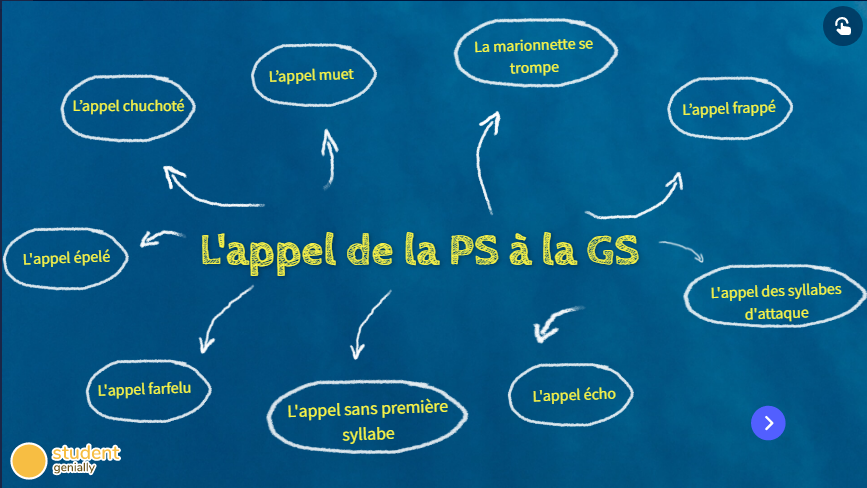 La marionnette se
trompe
L'appel muet
L'appel chuchoté
L'appel frappé
L'appel de la PS à la GS
L'appel épelé
L'appel des syllabes
d'attaque
L'appel farfelu
L'appel sans première
syllabe
L'appel écho
student
genially